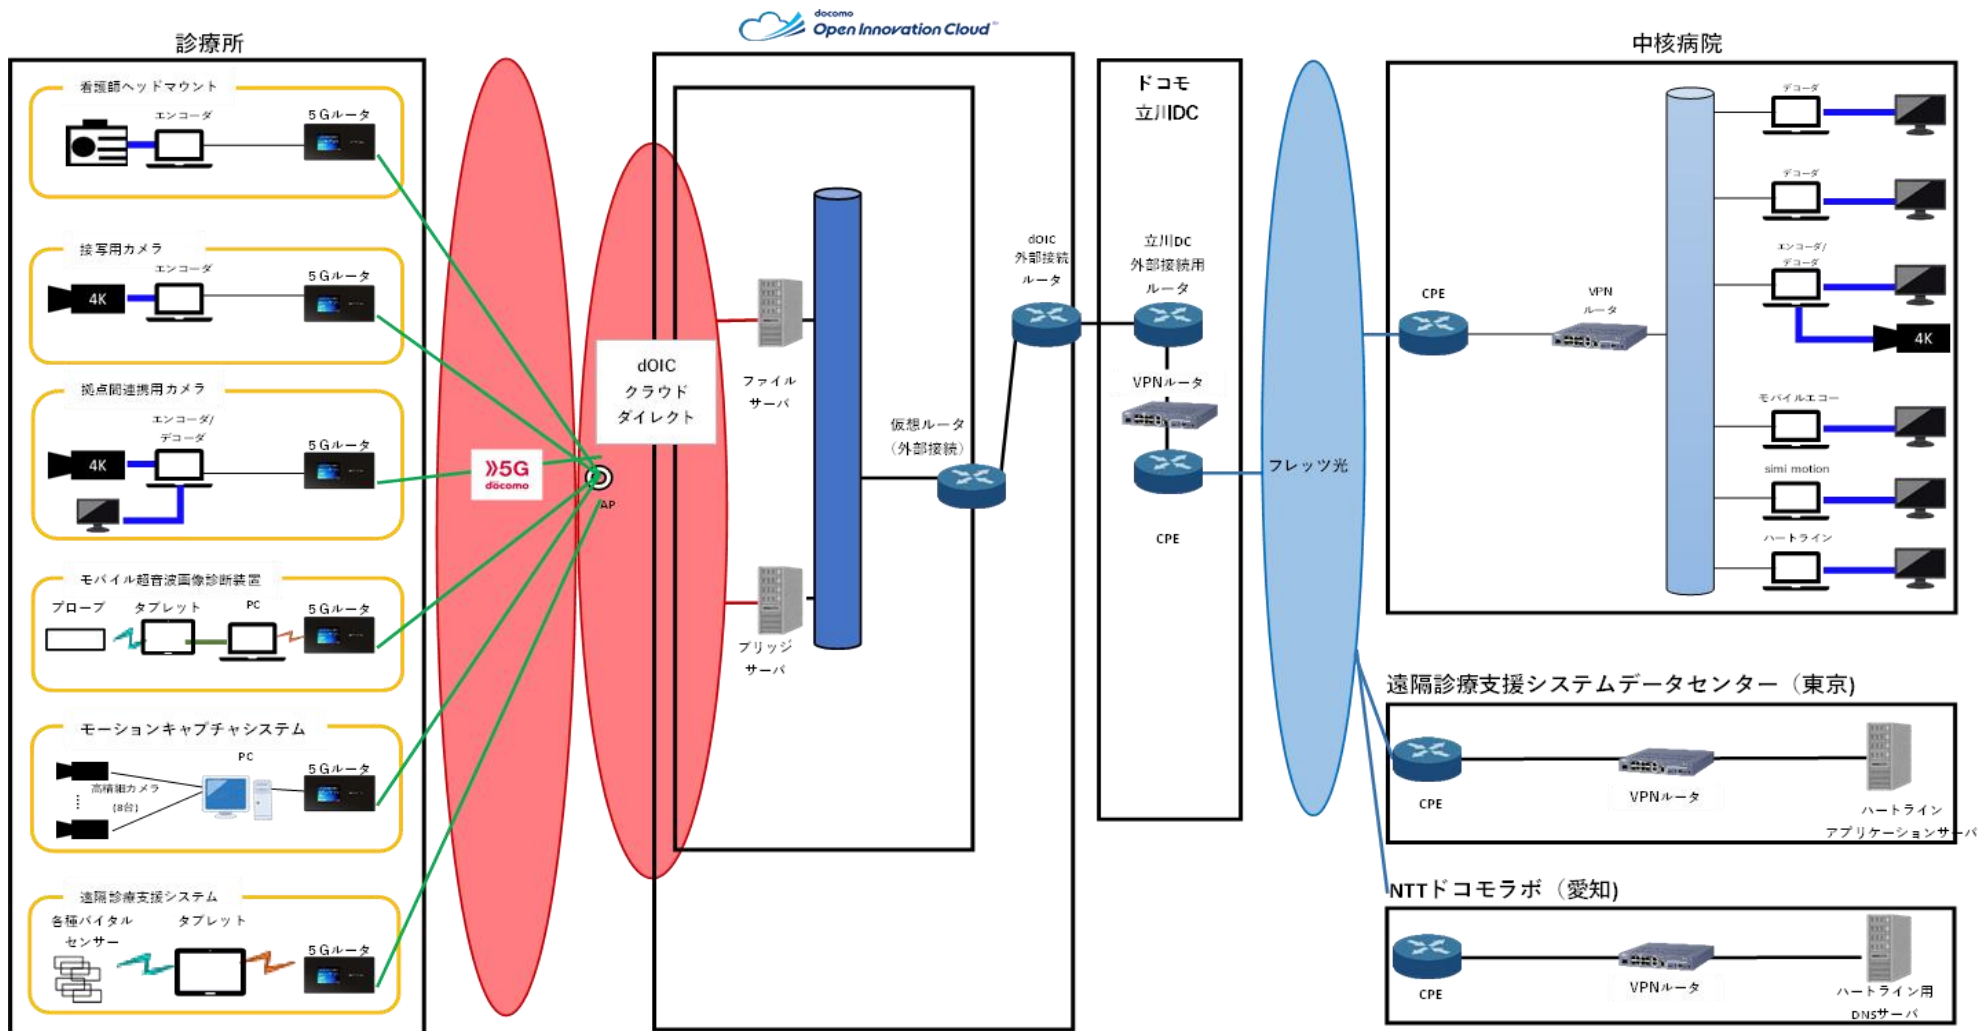 docomo
Open Innovation Cloud
診療所
看護師ヘッドマウント
エンコーダ
5Gルータ
接写用カメラ
エンコーダ
5Gルータ
4K
拠点間連携用カメラ
エンコーダ/
デコーダ
5Gルータ
4K
モバイル超音波画像診断装置
プローブ
タブレット
PC
5Gルータ
モーションキャプチャシステム
PC
5Gルータ
高精細カメラ
(8台)
遠隔診療支援システム
各種バイタル
センサー
タブレット
5Gルータ
5G
docomo
AP
dOIC
クラウド
ダイレクト
ファイル
サーバ
ブリッジ
サーバ
仮想ルータ
(外部接続)
dOIC
外部接続
ルータ
ドコモ
立川DC
立川DC
外部接続用
ルータ
VPNルータ
CPE
フレッツ光
中核病院
CPE
VPN
ルータ
デコーダ
デコーダ
エンコーダ/
デコーダ
4K
モバイルエコー
simi motion
ハートライン
遠隔診療支援システムデータセンター（東京)
CPE
VPNルータ
ハートライン
アプリケーションサーバ
NTTドコモラボ（愛知)
CPE
VPNルータ
ハートライン用
DNSサーバ